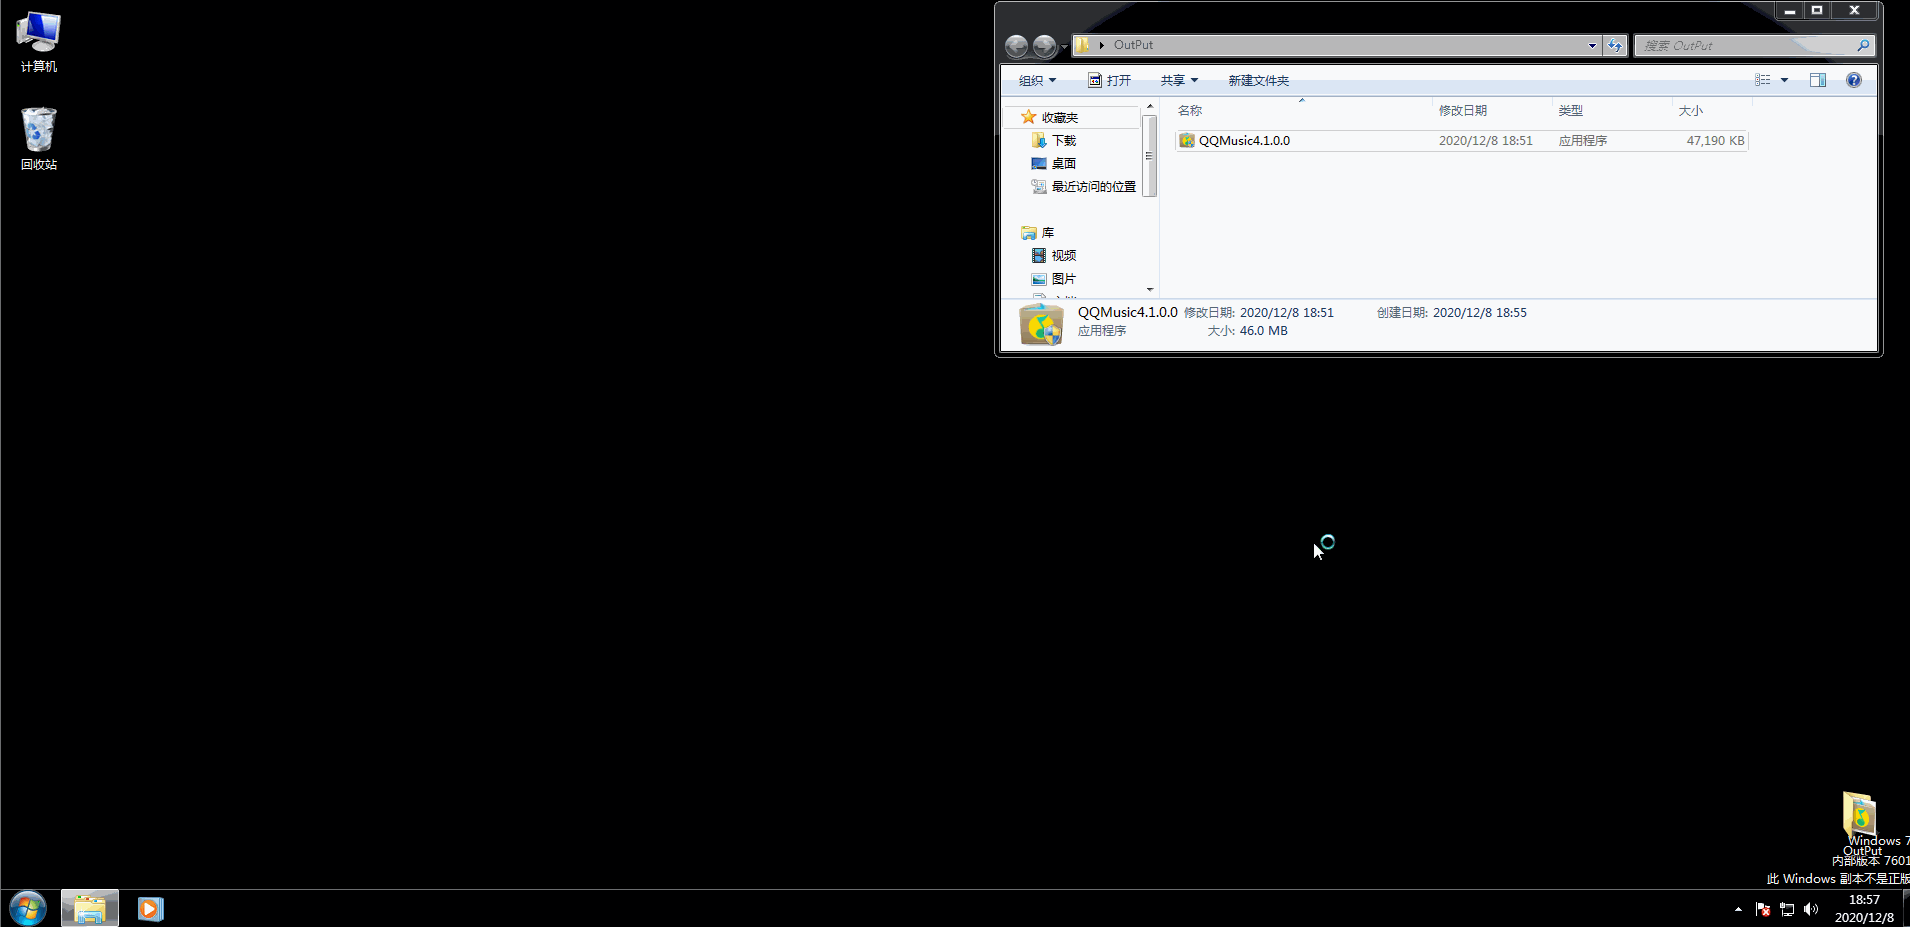 计算机
回收站
OutPut
搜索 OutPut
组织
打开
共享
新建文件夹
名称
修改日期
类型
大小
收藏夹
下载
桌面
最近访问的位置
库
视频
图片
QQMusic4.1.0.0
2020/12/8 18:51
应用程序
47,190 KB
QQMusic4.1.0.0 修改日期: 2020/12/8 18:51 创建日期: 2020/12/8 18:55
应用程序 大小: 46.0 MB
Windows 7
OutPut
内部版本 7601
此 Windows 副本不是正版
18:57
2020/12/8